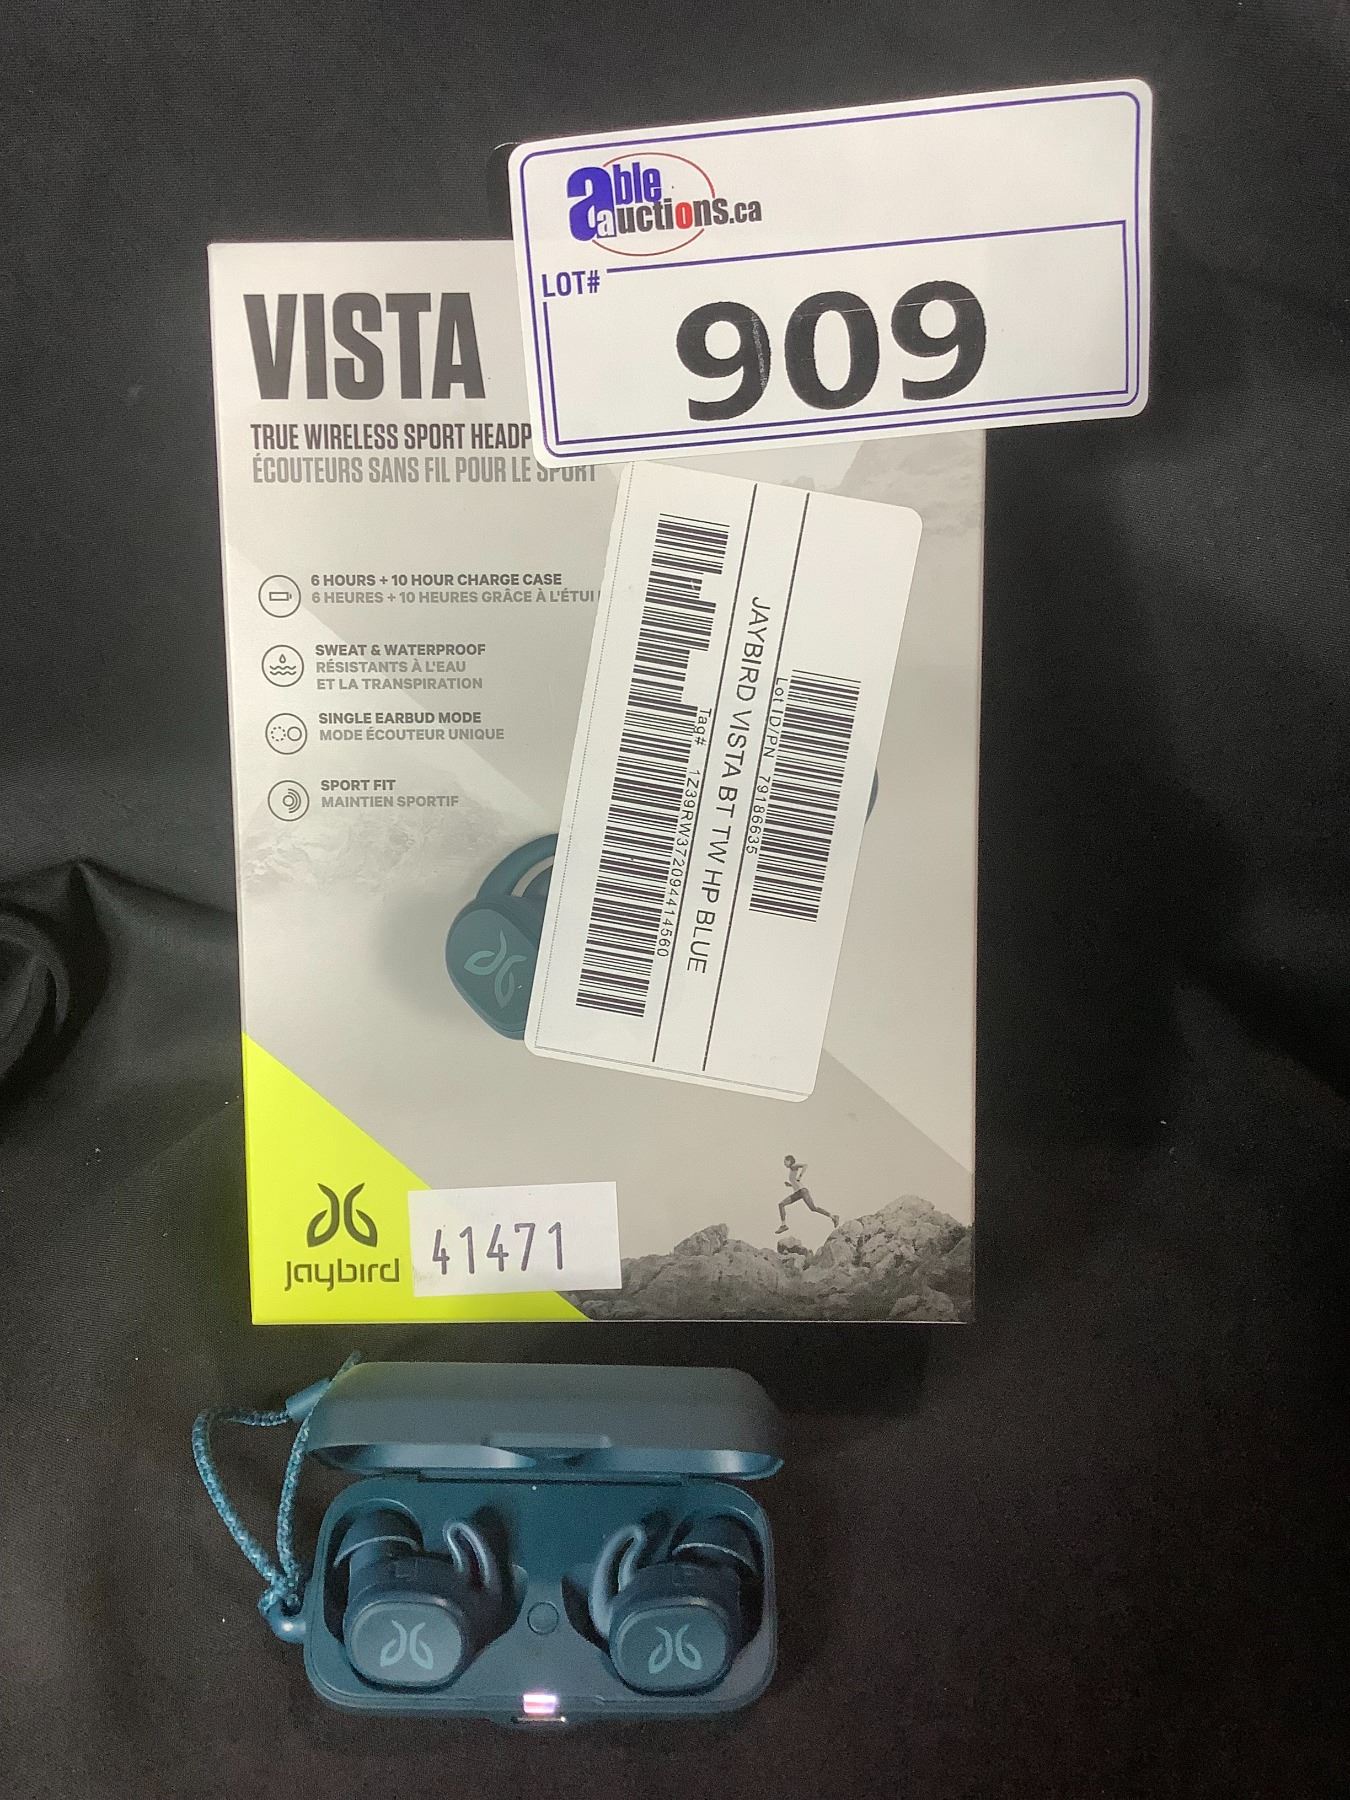 able
auctions.ca
LOT#
909
VISTA
TRUE WIRELESS SPORT HEADP
ÉCOUTEURS SANS FIL POUR LE SPORT
6 HOURS + 10 HOUR CHARGE CASE
6 HEURES + 10 HEURES GRÂCE À L'ÉTUI
SWEAT & WATERPROOF
RÉSISTANTS À L'EAU
ET LA TRANSPIRATION
SINGLE EARBUD MODE
MODE ÉCOUTEUR UNIQUE
SPORT FIT
MAINTIEN SPORTIF
Lot ID/PN 79186635
JAYBIRD VISTA BT TW HP BLUE
Tag# 1Z39RW372094414560
jaybird
41471